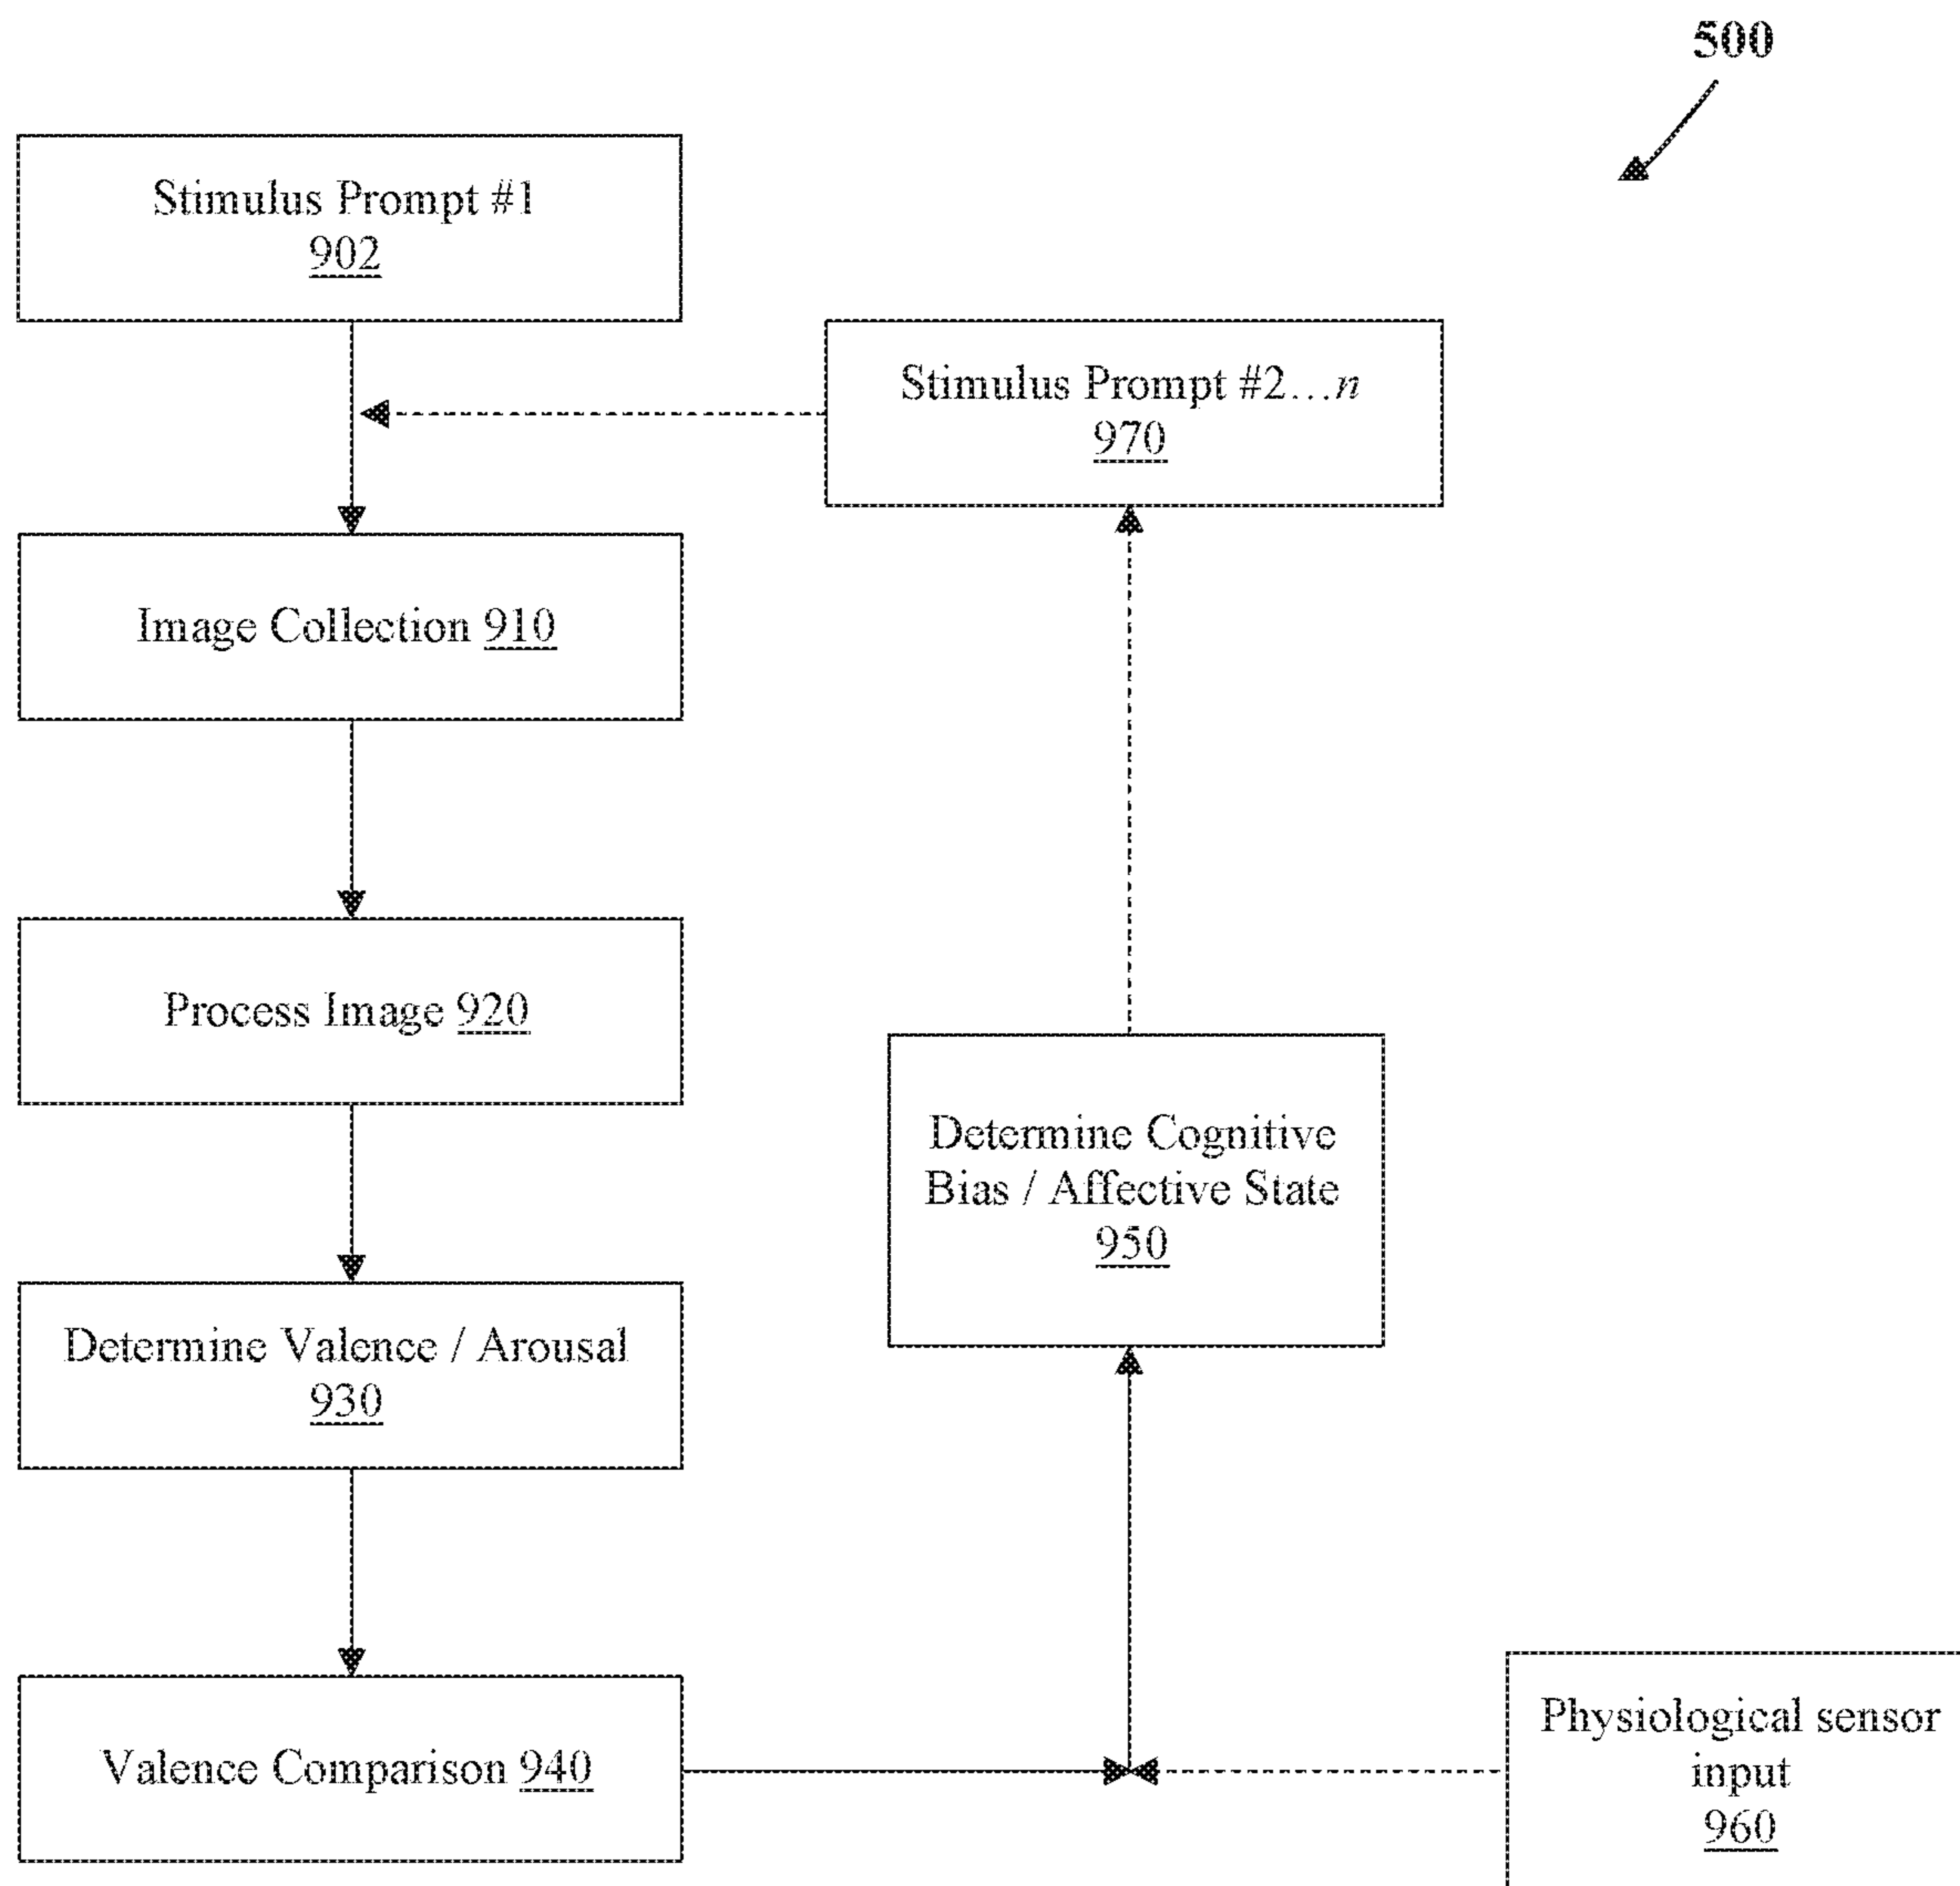 500
Stimulus Prompt #1
902
Stimulus Prompt #2…n
970
Image Collection 910
Process Image 920
Determine Cognitive
Bias / Affective State
950
Determine Valence / Arousal
930
Valence Comparison 940
Physiological sensor
input
960